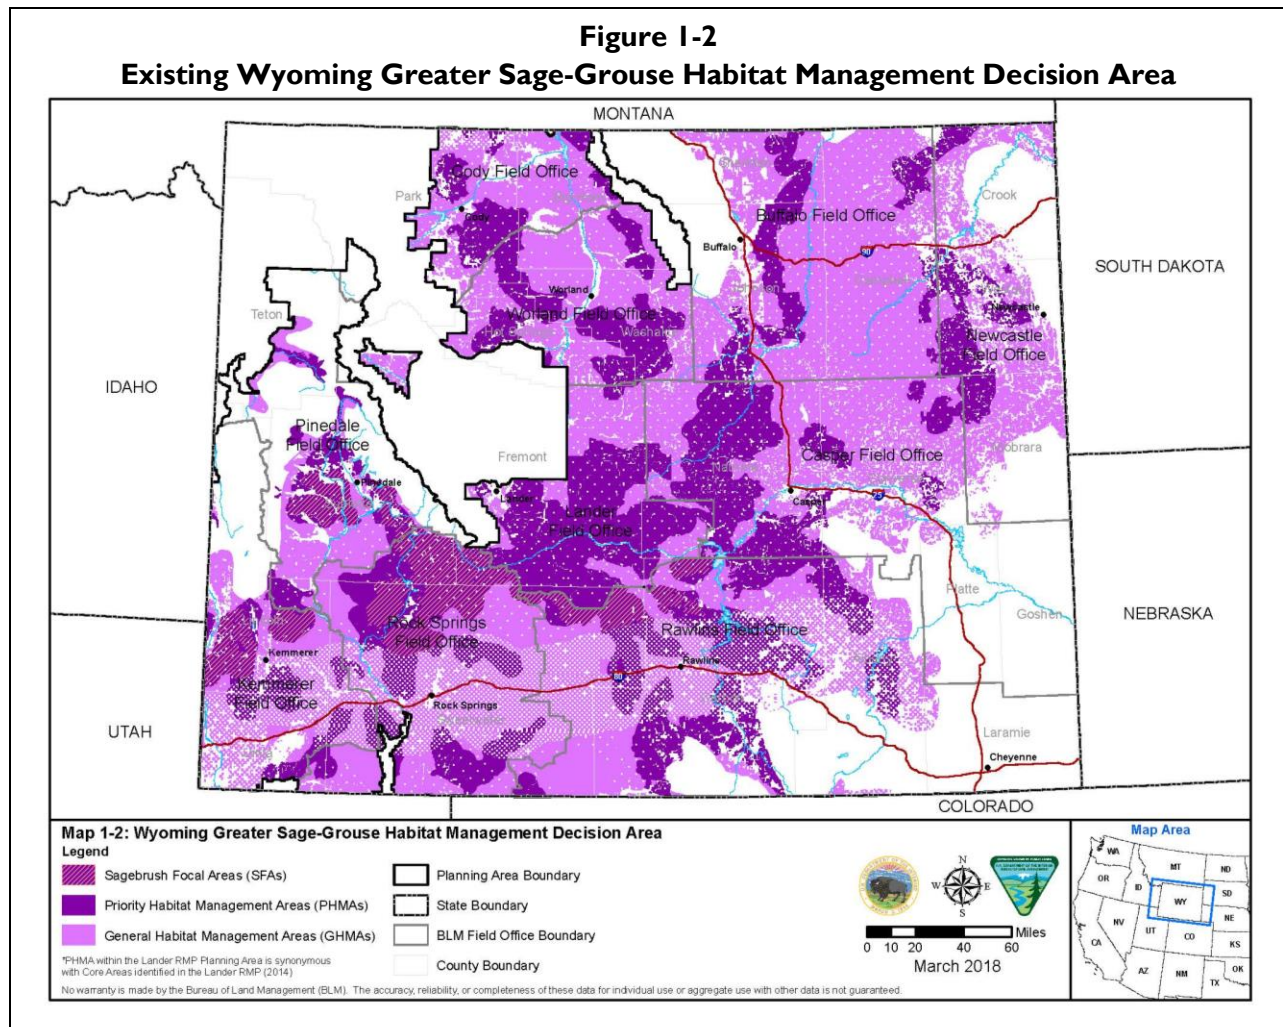 Figure 1-2
Existing Wyoming Greater Sage-Grouse Habitat Management Decision Area
MONTANA
Cody Field Office
Park
Cody
Crook
Buffalo Field Office
Buffalo
90
SOUTH DAKOTA
Worland
Worland Field Office
Washakie
Newcastle
Newcastle
Field Office
Teton
IDAHO
Pinedale
Field Office
Pinedale
Fremont
Lander
Lander
Field Office
Natrona
Casper Field Office
Niobrara
Casper
25
Platte
Goshen
NEBRASKA
Rock Springs
Field Office
Rawlins Field Office
Kemmerer
Kemmerer
Field Office
Rawlins
80
Rock Springs
Sweetwater
UTAH
Laramie
Cheyenne
COLORADO
Map 1-2: Wyoming Greater Sage-Grouse Habitat Management Decision Area
Legend
Sagebrush Focal Areas (SFAs)
Priority Habitat Management Areas (PHMAs)
General Habitat Management Areas (GHMAs)
*PHMA within the Lander RMP Planning Area is synonymous
with Core Areas identified in the Lander RMP (2014)
Planning Area Boundary
State Boundary
BLM Field Office Boundary
County Boundary
No warranty is made by the Bureau of Land Management (BLM). The accuracy, reliability, or completeness of these data for individual use or aggregate use with other data is not guaranteed.
N
W E
S
0 10 20 40 60 Miles
March 2018
Map Area
WA
MT
ND
OR
ID
SD
WY
NE
NV
UT
CO
KS
CA
AZ
NM
OK
TX